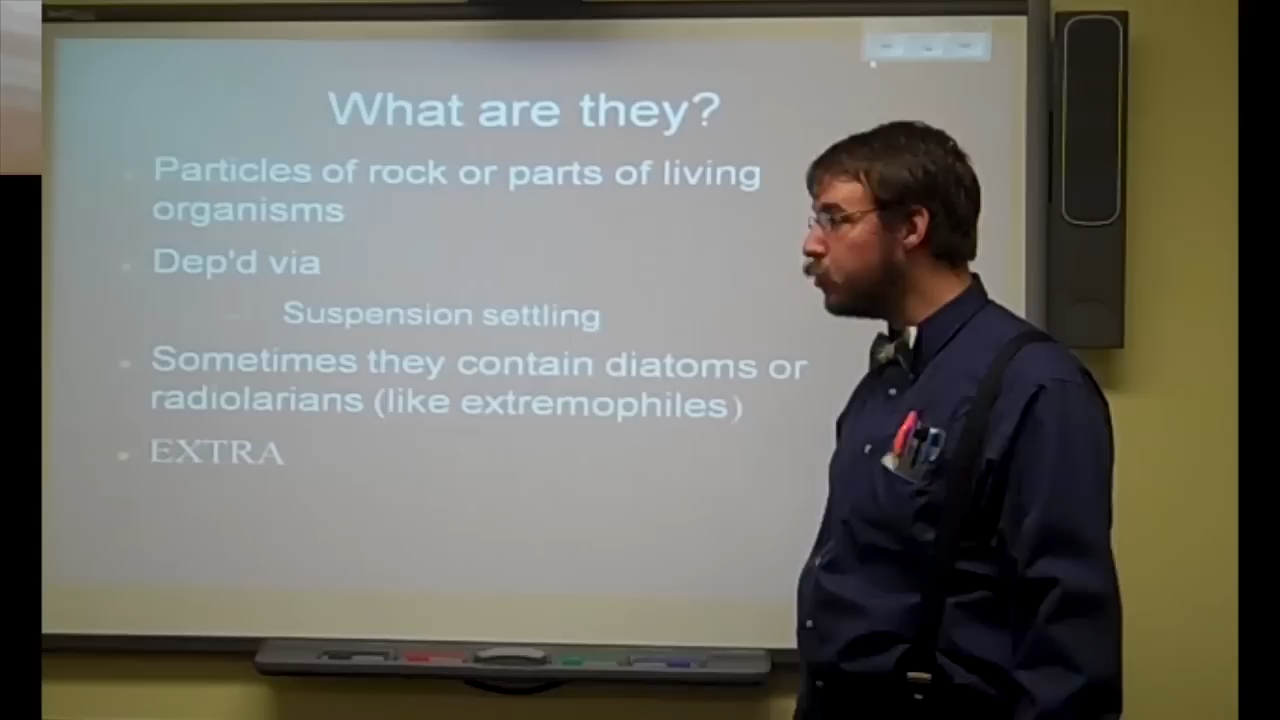 What are they?
Particles of rock or parts of living
organisms
Dep'd via
Suspension settling
Sometimes they contain diatoms or
radiolarians (like extremophiles)
EXTRA